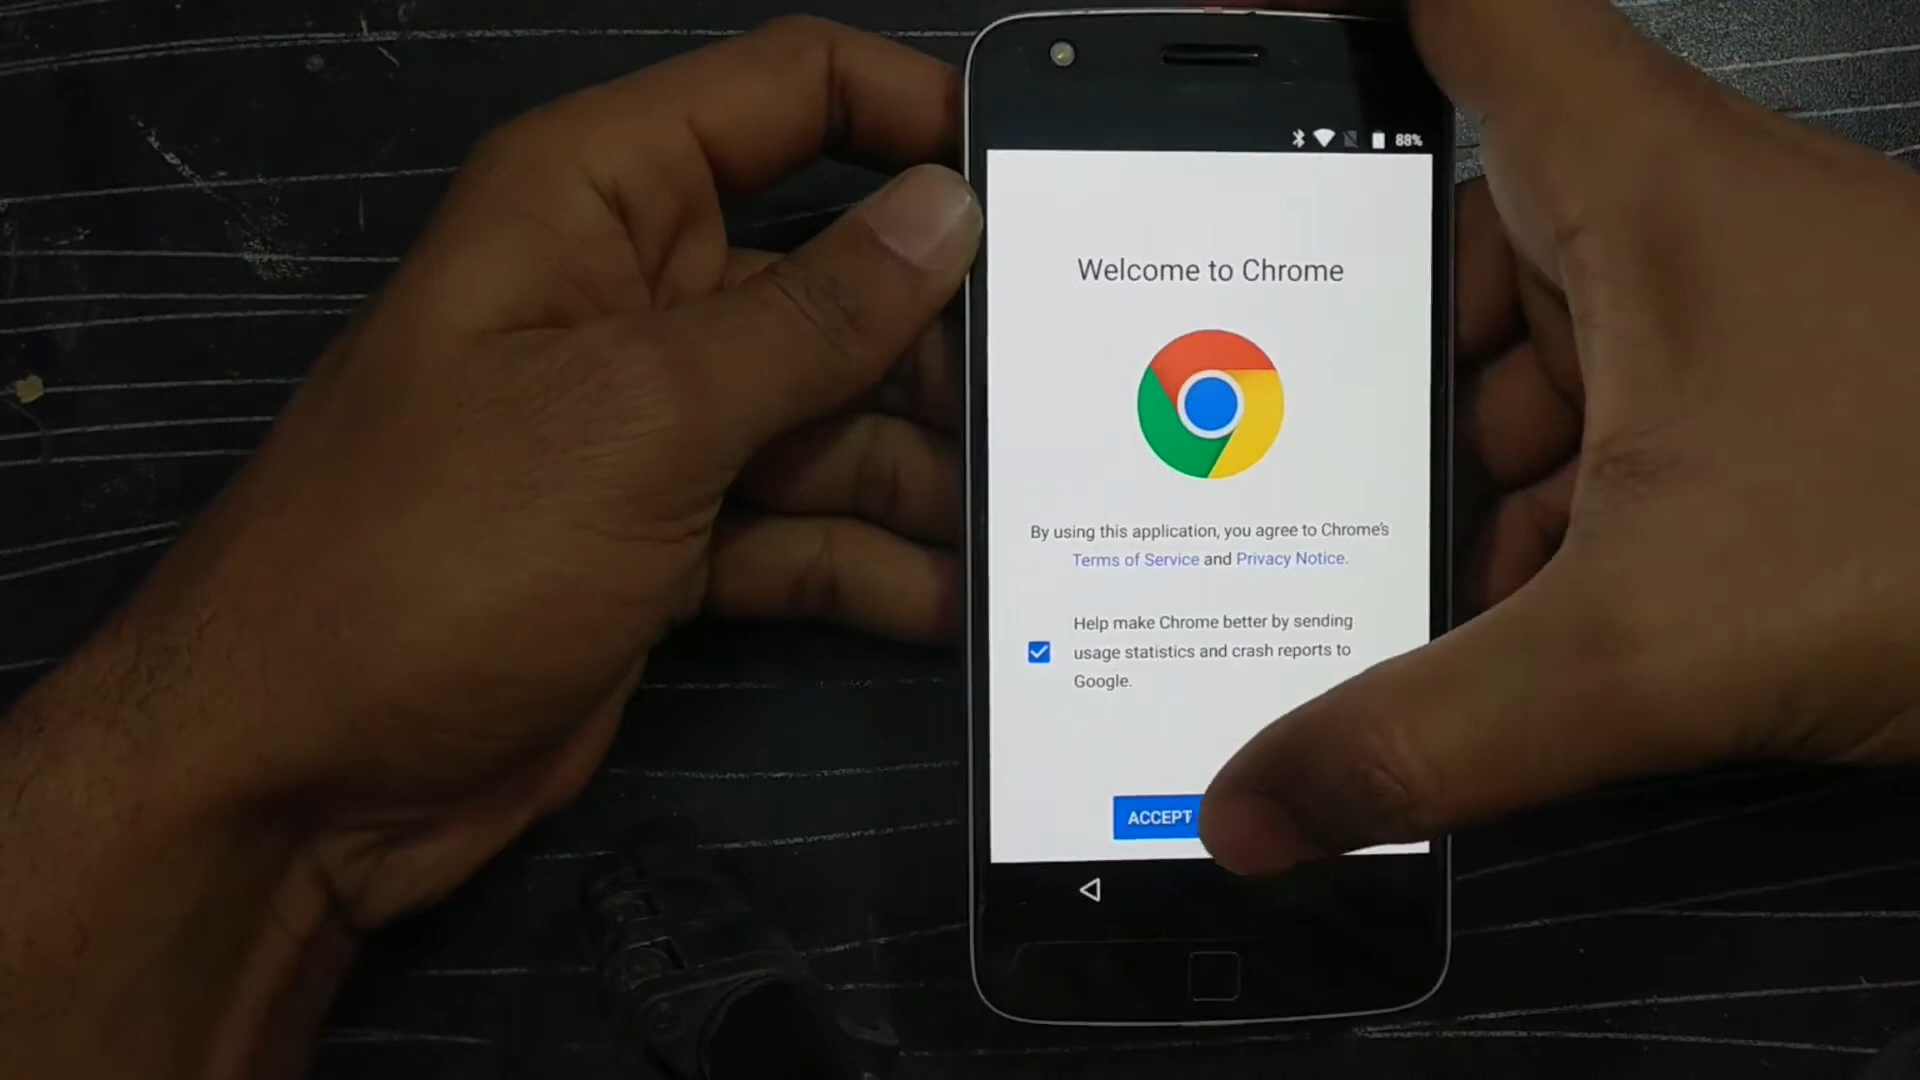 88%
Welcome to Chrome
By using this application, you agree to Chrome's
Terms of Service and Privacy Notice.
Help make Chrome better by sending
usage statistics and crash reports to
Google.
ACCEPT